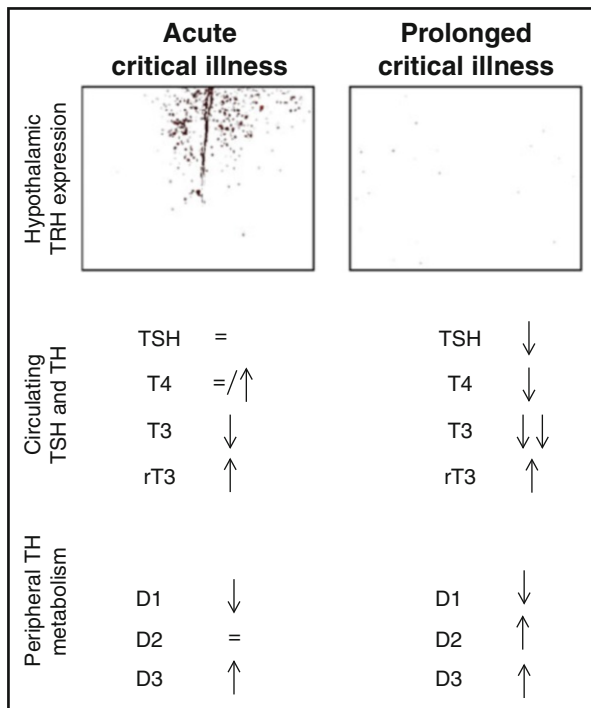 Acute
critical illness
Prolonged
critical illness
Hypothalamic
TRH expression
Circulating
TSH and TH
TSH = TSH ↓
T4 =/↑ T4 ↓
T3 ↓ T3 ↓↓
rT3 ↑ rT3 ↑
Peripheral TH
metabolism
D1 ↓ D1 ↓
D2 = D2 ↑
D3 ↑ D3 ↑